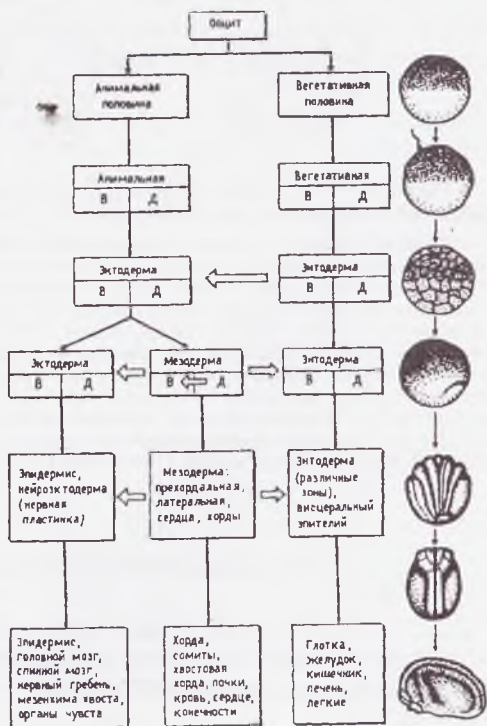 Ооцит
Анимальная
половина
Вегетативная
половина
Анимальная
В Д
Вегетативная
В Д
Эктодерма
В Д
Энтодерма
В Д
Эктодерма
В Д
Мезодерма
В Д
Энтодерма
В Д
Эпидермис,
нейроэктодерма
(нервная
пластинка)
Мезодерма:
прехордальная,
латеральная,
сердца, хорды
Энтодерма
(различные
зоны),
висцеральный
эпителий
Эпидермис,
головной мозг,
спинной мозг,
нервный гребень,
мезенхима хвоста,
органы чувств
Хорда,
сомиты,
хвостовая
хорда, почки,
кровь, сердце,
конечности
Глотка,
желудок,
кишечник,
печень,
легкие